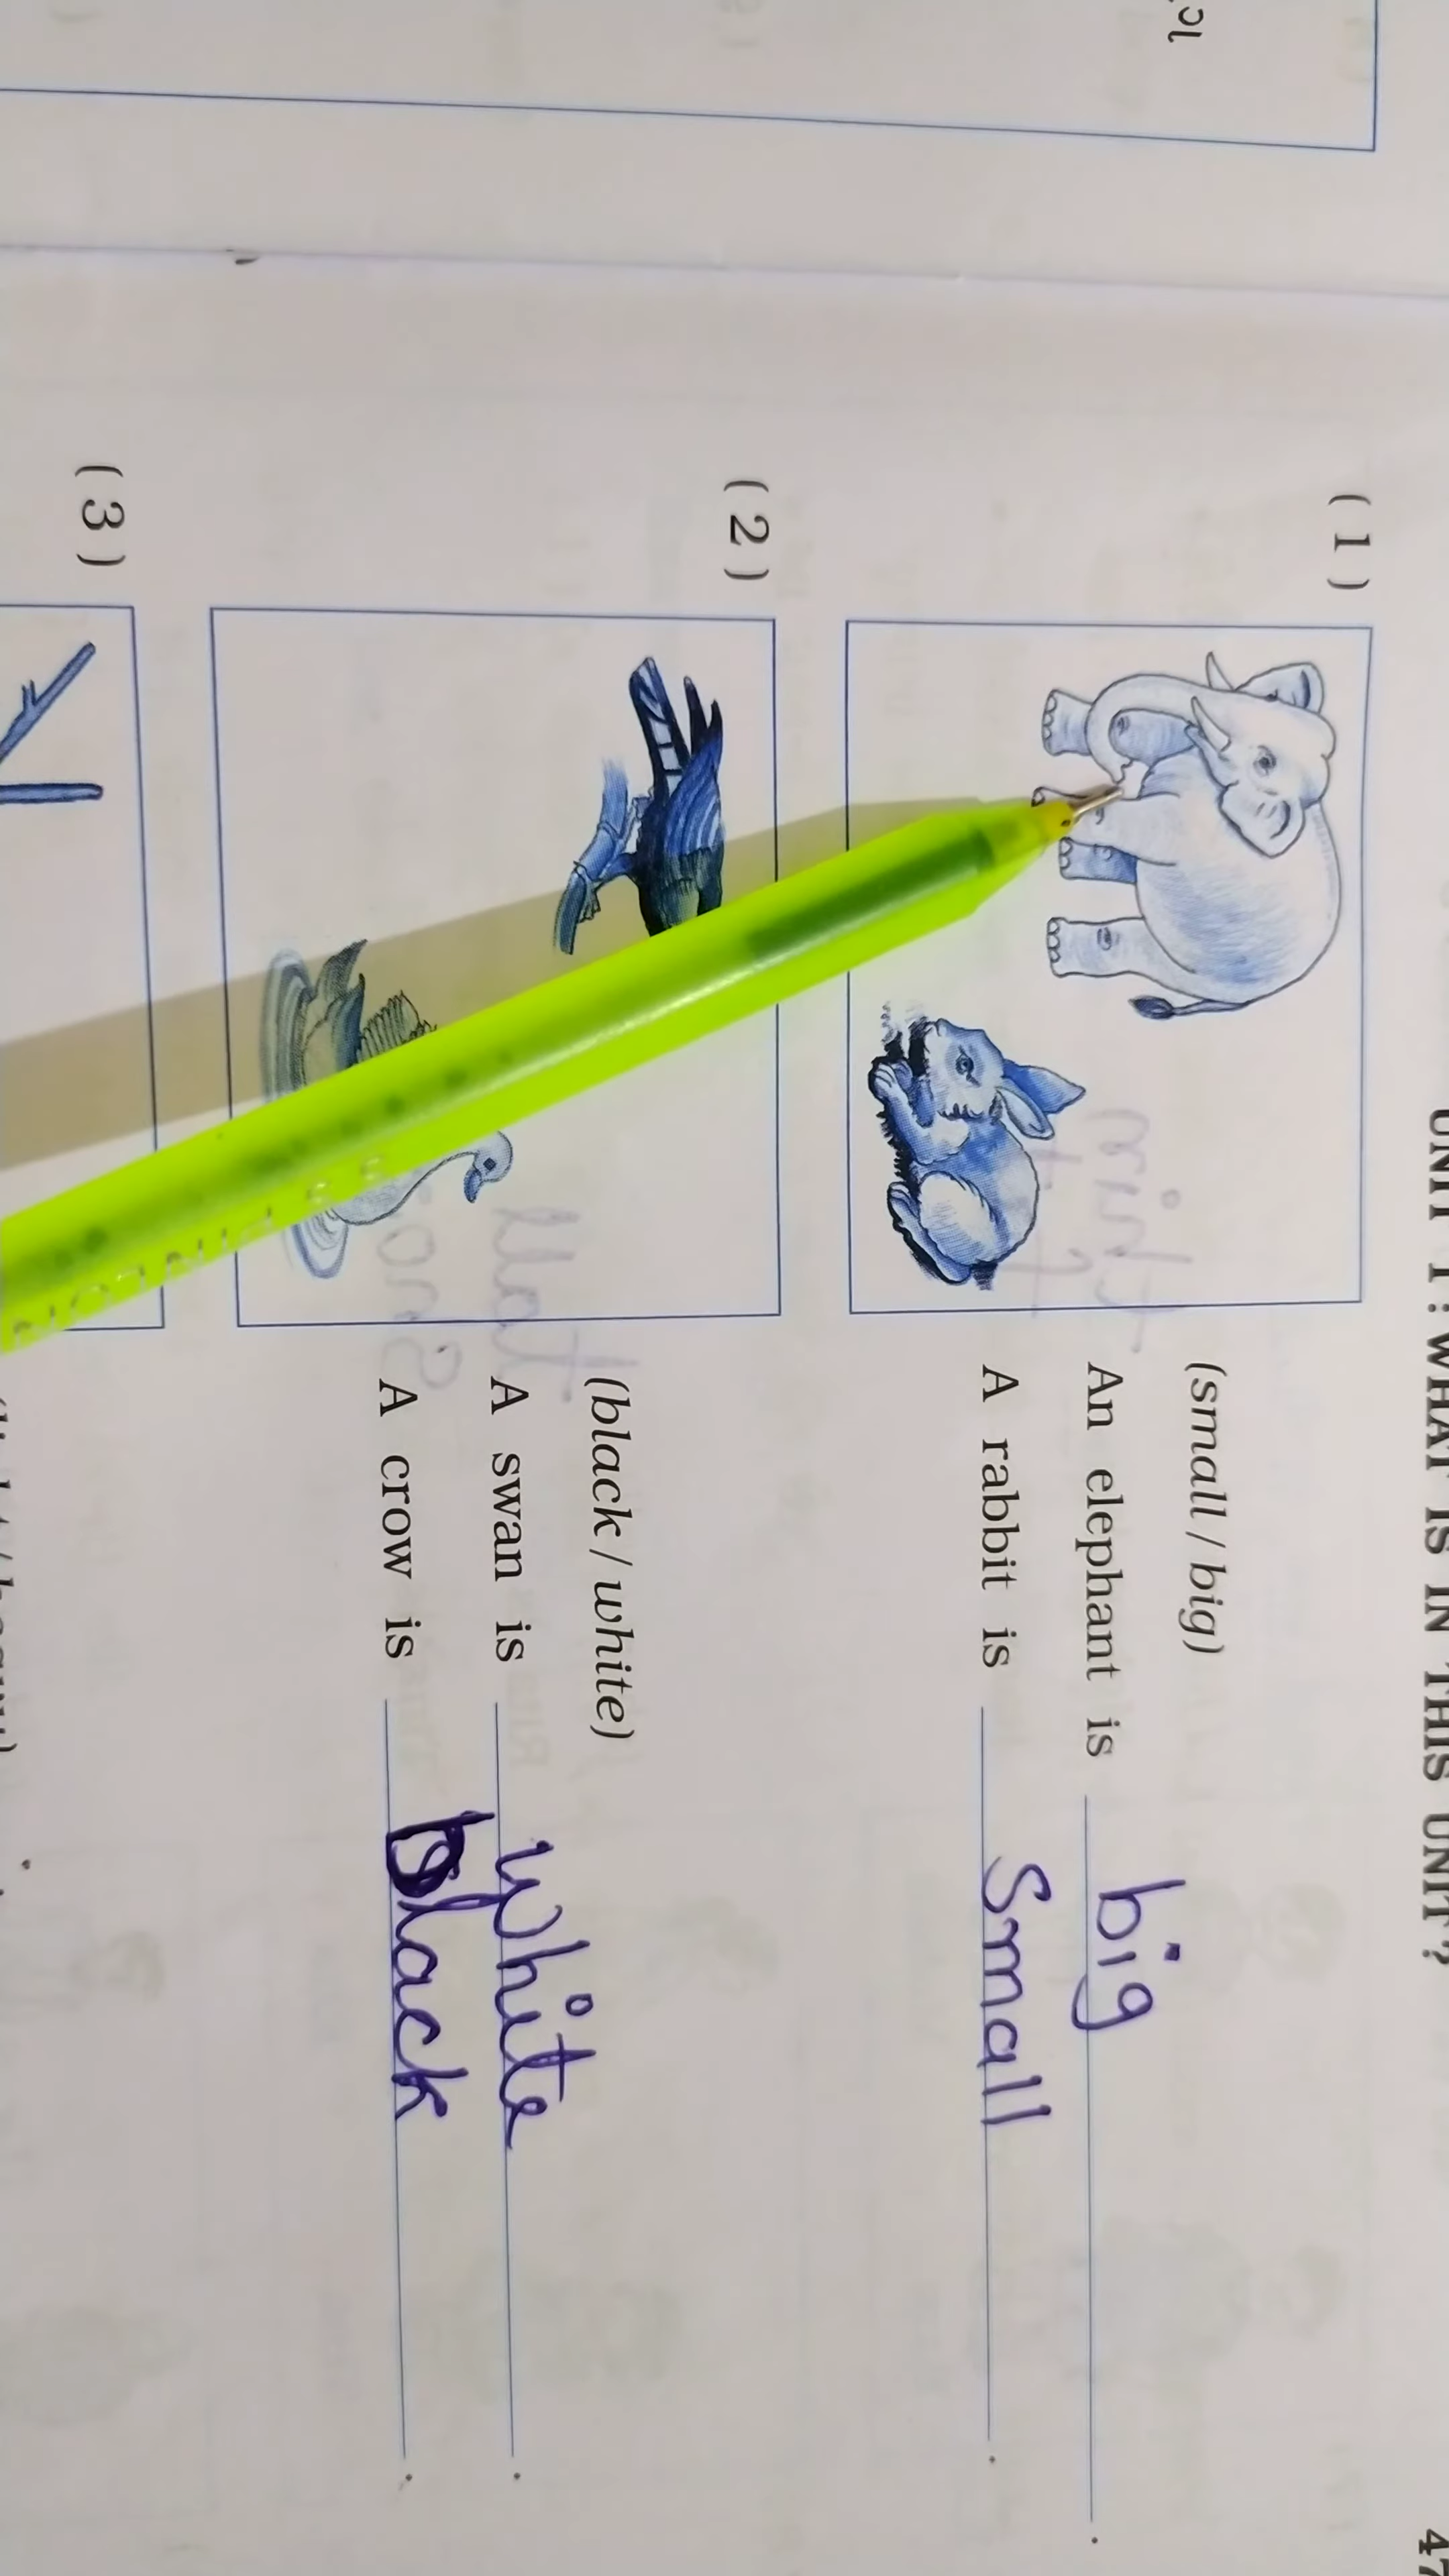 UNIT 1 : WHAT IS IN THIS UNIT?
47
( 1 )
(small / big)
An elephant is big.
A rabbit is Small.
( 2 )
(black / white)
A swan is white.
A crow is black.
( 3 )